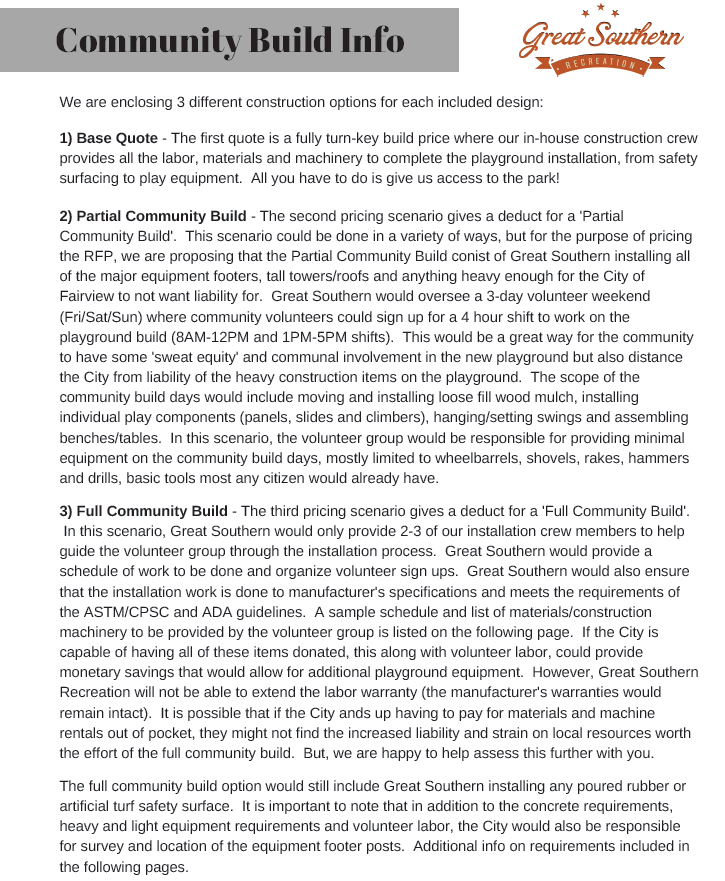 Community Build Info
Great Southern
RECREATION
We are enclosing 3 different construction options for each included design:
1) Base Quote - The first quote is a fully turn-key build price where our in-house construction crew
provides all the labor, materials and machinery to complete the playground installation, from safety
surfacing to play equipment.  All you have to do is give us access to the park!
2) Partial Community Build - The second pricing scenario gives a deduct for a 'Partial
Community Build'.  This scenario could be done in a variety of ways, but for the purpose of pricing
the RFP, we are proposing that the Partial Community Build conist of Great Southern installing all
of the major equipment footers, tall towers/roofs and anything heavy enough for the City of
Fairview to not want liability for.  Great Southern would oversee a 3-day volunteer weekend
(Fri/Sat/Sun) where community volunteers could sign up for a 4 hour shift to work on the
playground build (8AM-12PM and 1PM-5PM shifts).  This would be a great way for the community
to have some 'sweat equity' and communal involvement in the new playground but also distance
the City from liability of the heavy construction items on the playground.  The scope of the
community build days would include moving and installing loose fill wood mulch, installing
individual play components (panels, slides and climbers), hanging/setting swings and assembling
benches/tables.  In this scenario, the volunteer group would be responsible for providing minimal
equipment on the community build days, mostly limited to wheelbarrels, shovels, rakes, hammers
and drills, basic tools most any citizen would already have.
3) Full Community Build - The third pricing scenario gives a deduct for a 'Full Community Build'.
In this scenario, Great Southern would only provide 2-3 of our installation crew members to help
guide the volunteer group through the installation process.  Great Southern would provide a
schedule of work to be done and organize volunteer sign ups.  Great Southern would also ensure
that the installation work is done to manufacturer's specifications and meets the requirements of
the ASTM/CPSC and ADA guidelines.  A sample schedule and list of materials/construction
machinery to be provided by the volunteer group is listed on the following page.  If the City is
capable of having all of these items donated, this along with volunteer labor, could provide
monetary savings that would allow for additional playground equipment.  However, Great Southern
Recreation will not be able to extend the labor warranty (the manufacturer's warranties would
remain intact).  It is possible that if the City ands up having to pay for materials and machine
rentals out of pocket, they might not find the increased liability and strain on local resources worth
the effort of the full community build.  But, we are happy to help assess this further with you.
The full community build option would still include Great Southern installing any poured rubber or
artificial turf safety surface.  It is important to note that in addition to the concrete requirements,
heavy and light equipment requirements and volunteer labor, the City would also be responsible
for survey and location of the equipment footer posts.  Additional info on requirements included in
the following pages.